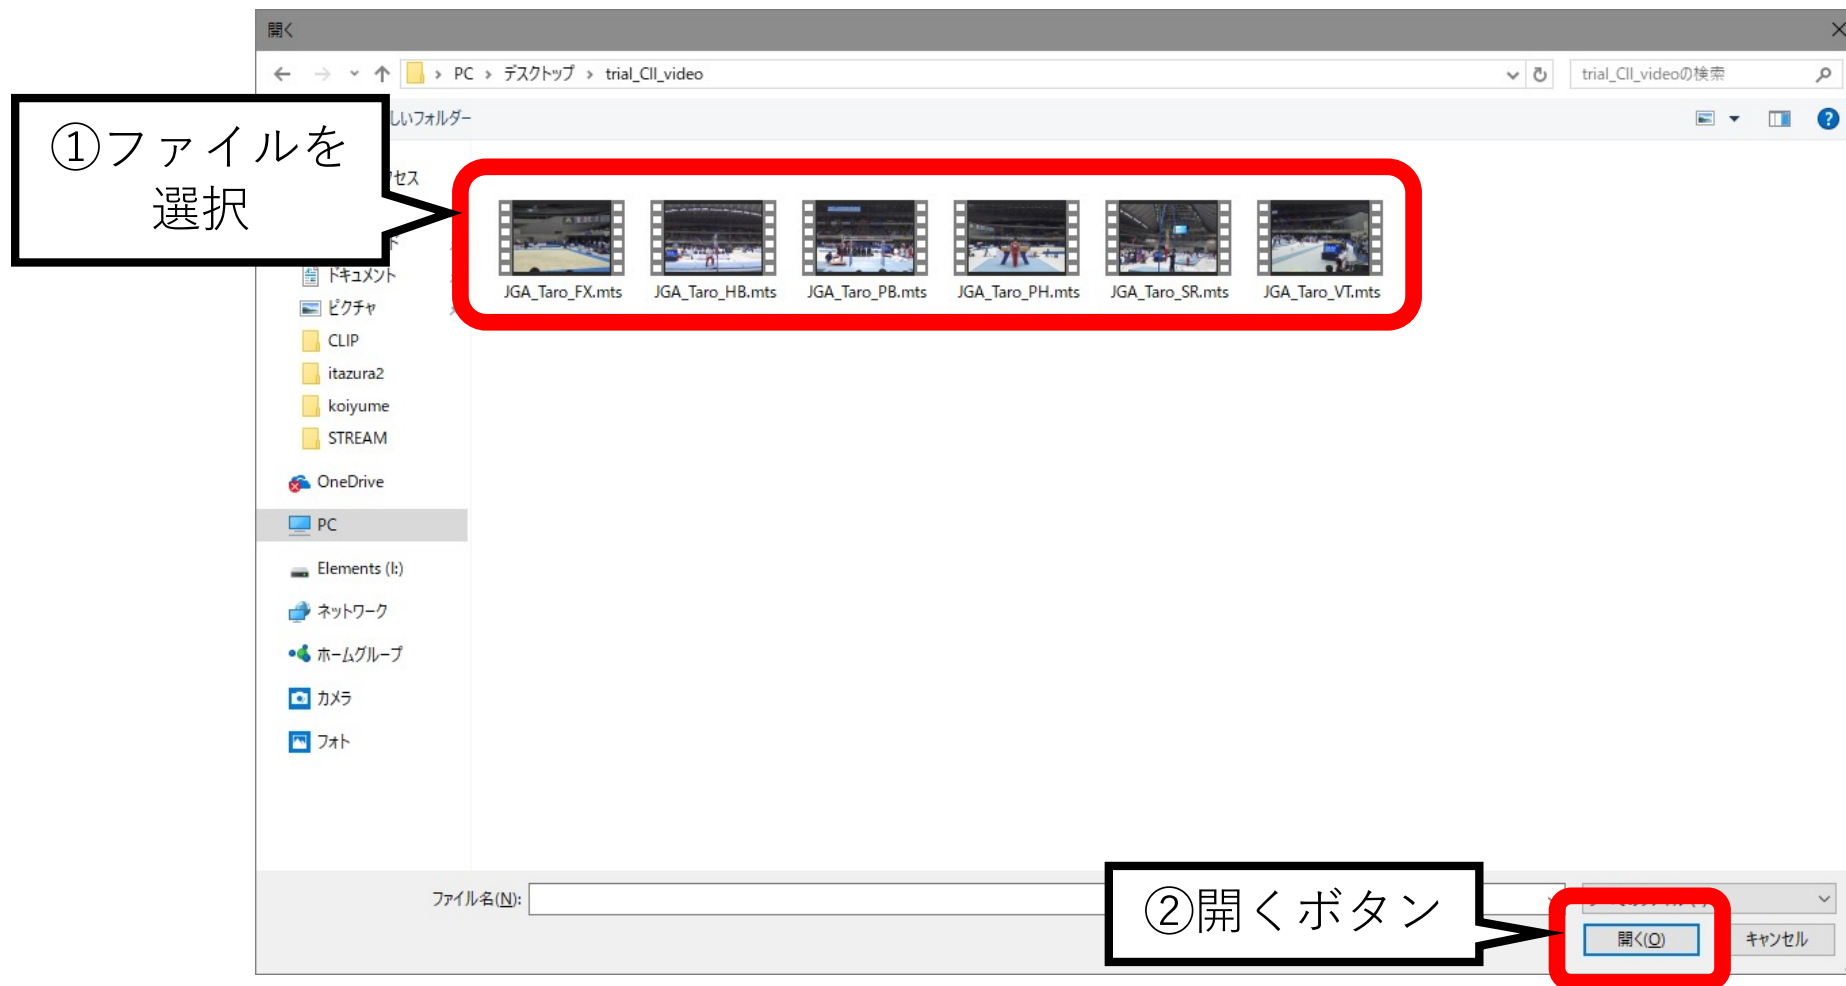 開く
PC › デスクトップ › trial_CII_video
trial_CII_videoの検索
①ファイルを
選択
しいフォルダー
ドキュメント
ピクチャ
CLIP
itazura2
koiyume
STREAM
OneDrive
PC
Elements (I:)
ネットワーク
ホームグループ
カメラ
フォト
JGA_Taro_FX.mts
JGA_Taro_HB.mts
JGA_Taro_PB.mts
JGA_Taro_PH.mts
JGA_Taro_SR.mts
JGA_Taro_VT.mts
ファイル名(N):
②開くボタン
開く(O)
キャンセル